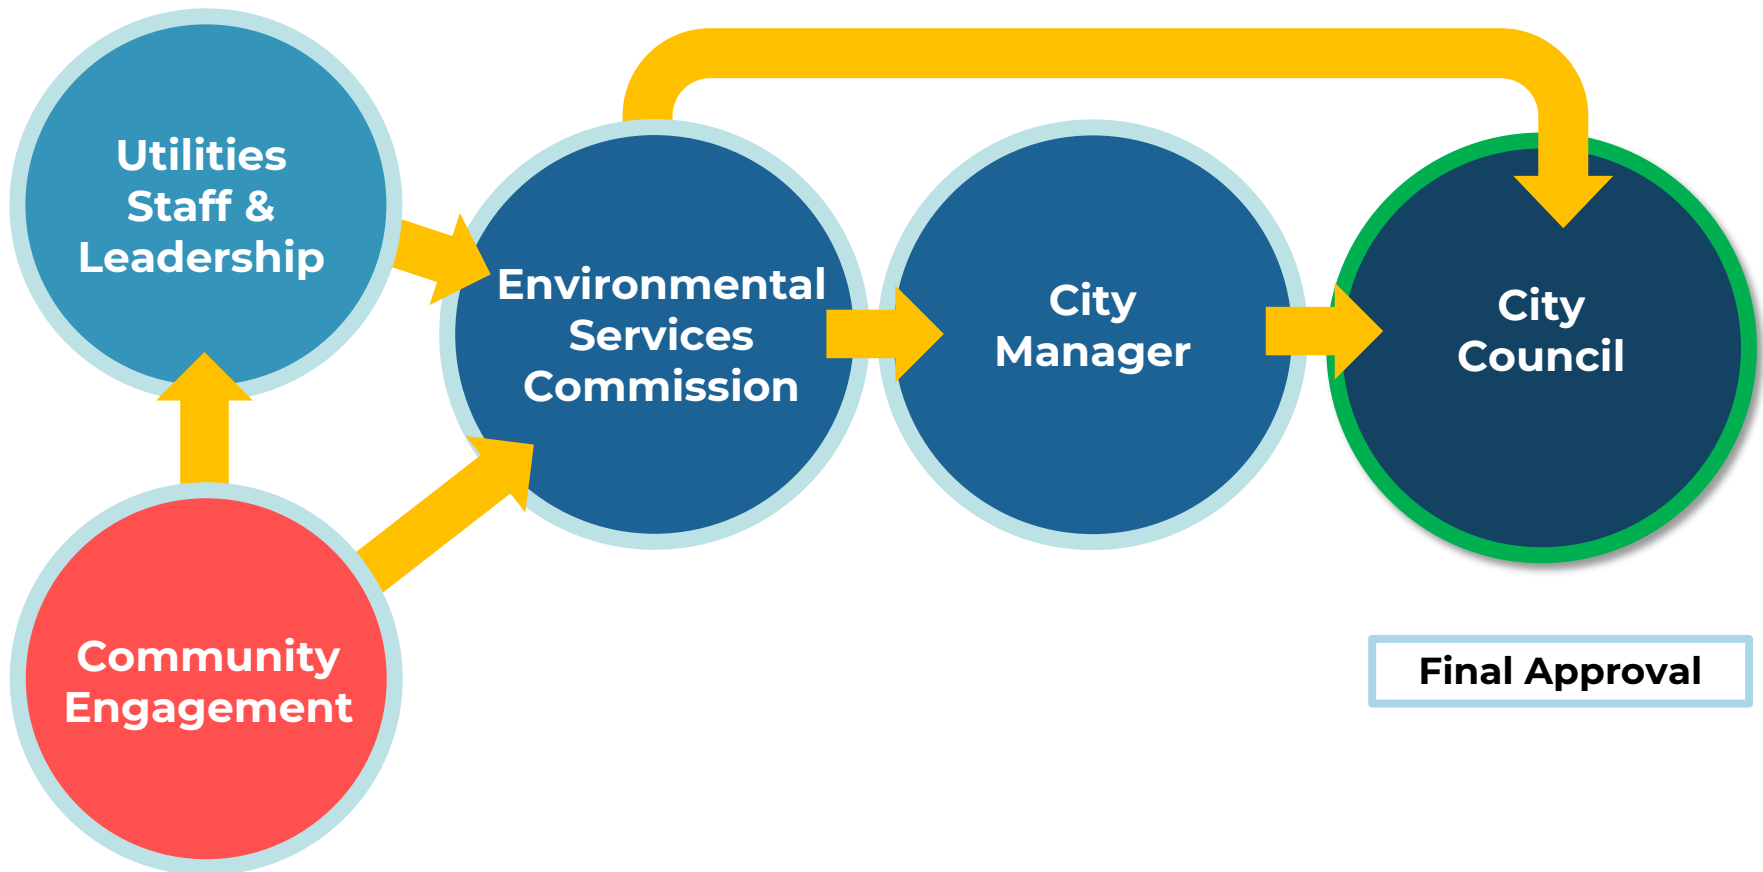 Utilities
Staff &
Leadership
Environmental
Services
Commission
City
Manager
City
Council
Community
Engagement
Final Approval